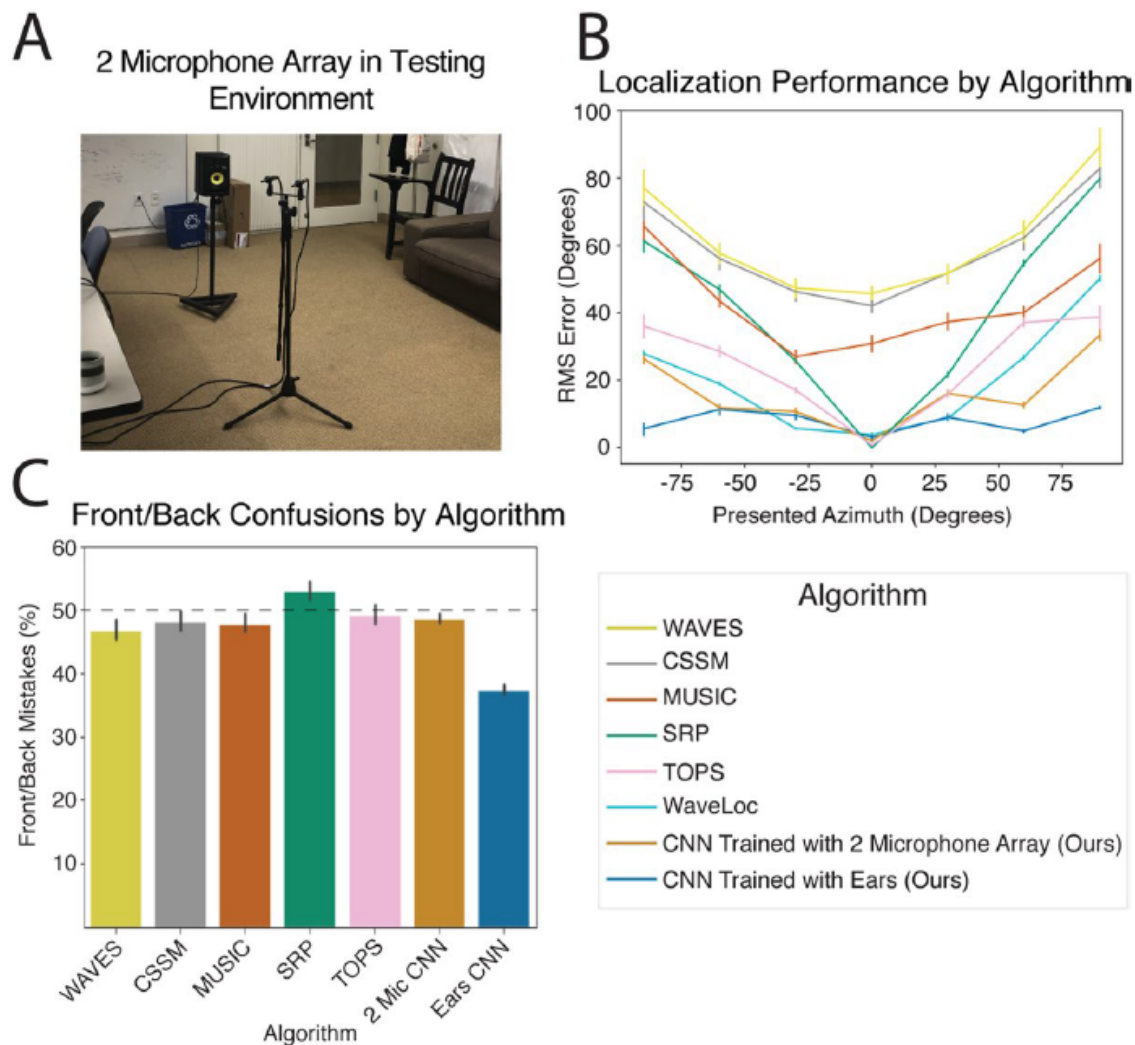 A
2 Microphone Array in Testing
Environment
B
Localization Performance by Algorithm
100
80
60
40
20
0
RMS Error (Degrees)
-75
-50
-25
0
25
50
75
Presented Azimuth (Degrees)
C
Front/Back Confusions by Algorithm
60
50
40
30
20
10
Front/Back Mistakes (%)
WAVES
CSSM
MUSIC
SRP
TOPS
2 Mic CNN
Ears CNN
Algorithm
Algorithm
WAVES
CSSM
MUSIC
SRP
TOPS
WaveLoc
CNN Trained with 2 Microphone Array (Ours)
CNN Trained with Ears (Ours)